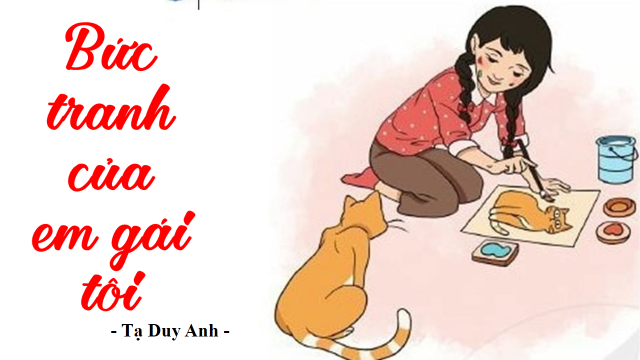 Bức
tranh
của
em gái
tôi
- Tạ Duy Anh -